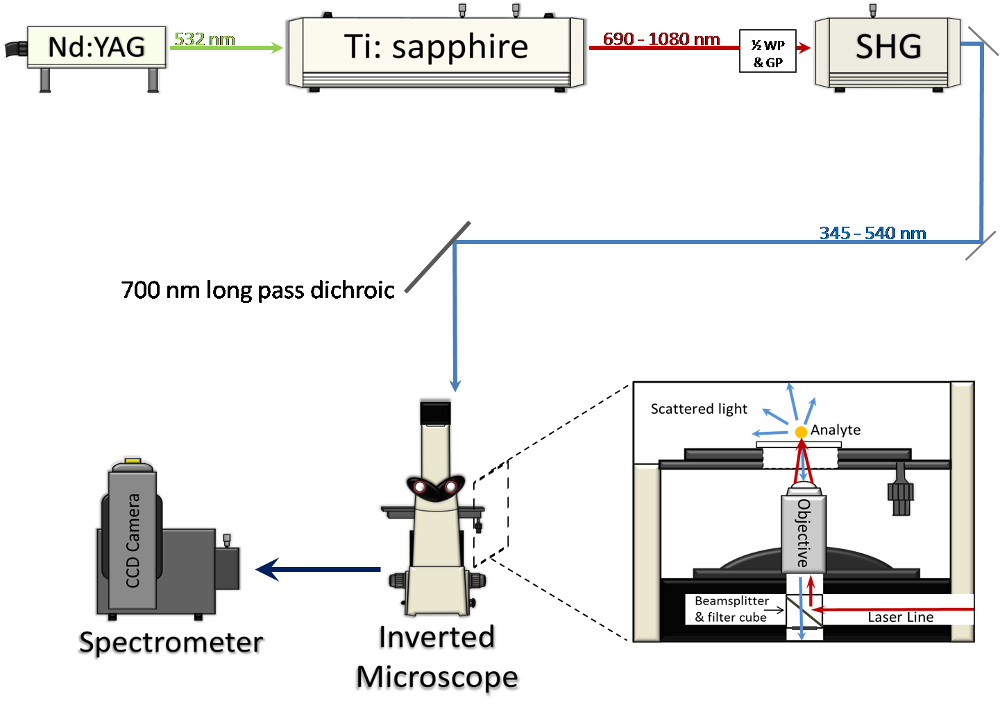 Nd:YAG
532 nm
Ti: sapphire
690 - 1080 nm
½ WP
& GP
SHG
345 - 540 nm
700 nm long pass dichroic
Scattered light
Analyte
Objective
Beamsplitter
& filter cube
Laser Line
CCD Camera
Spectrometer
Inverted
Microscope